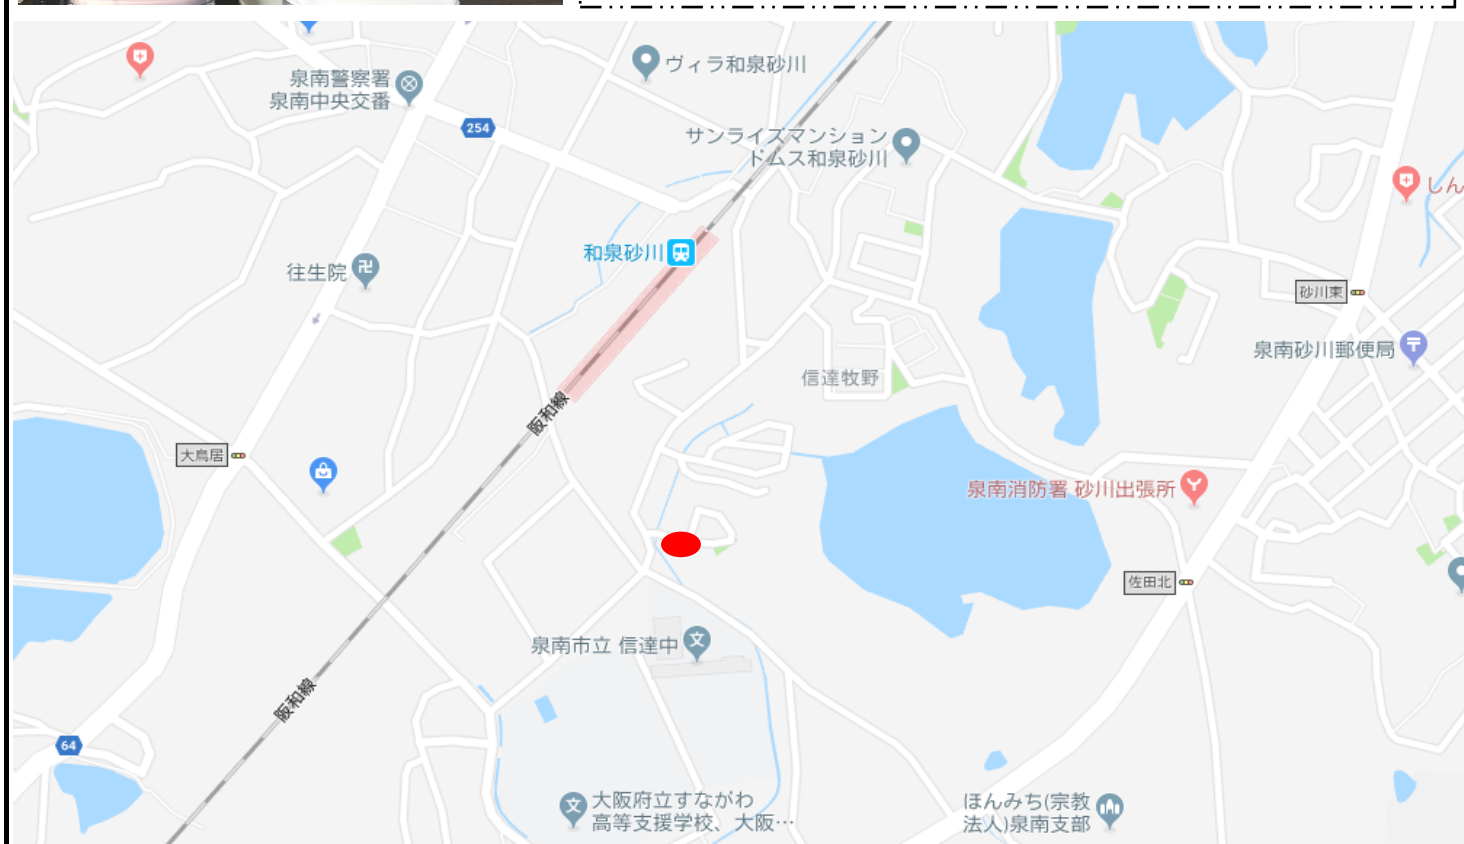 ヴィラ和泉砂川
泉南警察署
泉南中央交番
254
サンライズマンション
ドムス和泉砂川
しん
和泉砂川
往生院
砂川東
泉南砂川郵便局
信達牧野
阪和線
大鳥居
泉南消防署 砂川出張所
佐田北
泉南市立 信達中
文
阪和線
64
大阪府立すながわ
高等支援学校、大阪…
文
ほんみち(宗教
法人)泉南支部